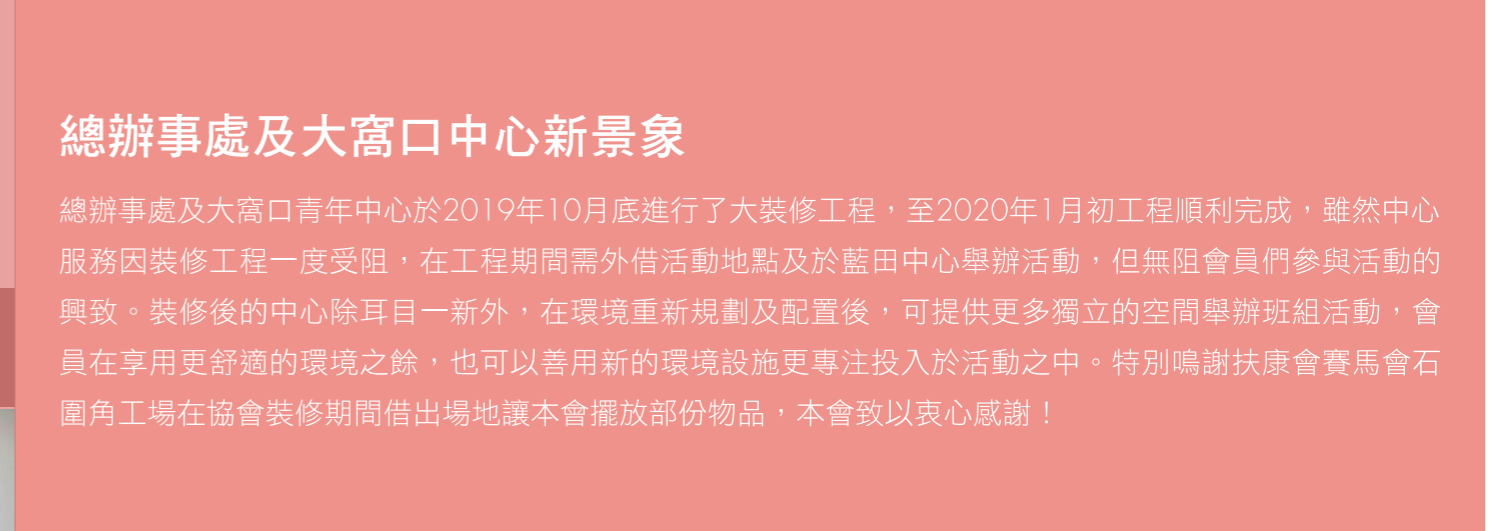 總辦事處及大窩口中心新景象
總辦事處及大窩口青年中心於2019年10月底進行了大裝修工程，至2020年1月初工程順利完成，雖然中心
服務因裝修工程一度受阻，在工程期間需外借活動地點及於藍田中心舉辦活動，但無阻會員們參與活動的
興致。裝修後的中心除耳目一新外，在環境重新規劃及配置後，可提供更多獨立的空間舉辦班組活動，會
員在享用更舒適的環境之餘，也可以善用新的環境設施更專注投入於活動之中。特別鳴謝扶康會賽馬會石
圍角工場在協會裝修期間借出場地讓本會擺放部份物品，本會致以衷心感謝！